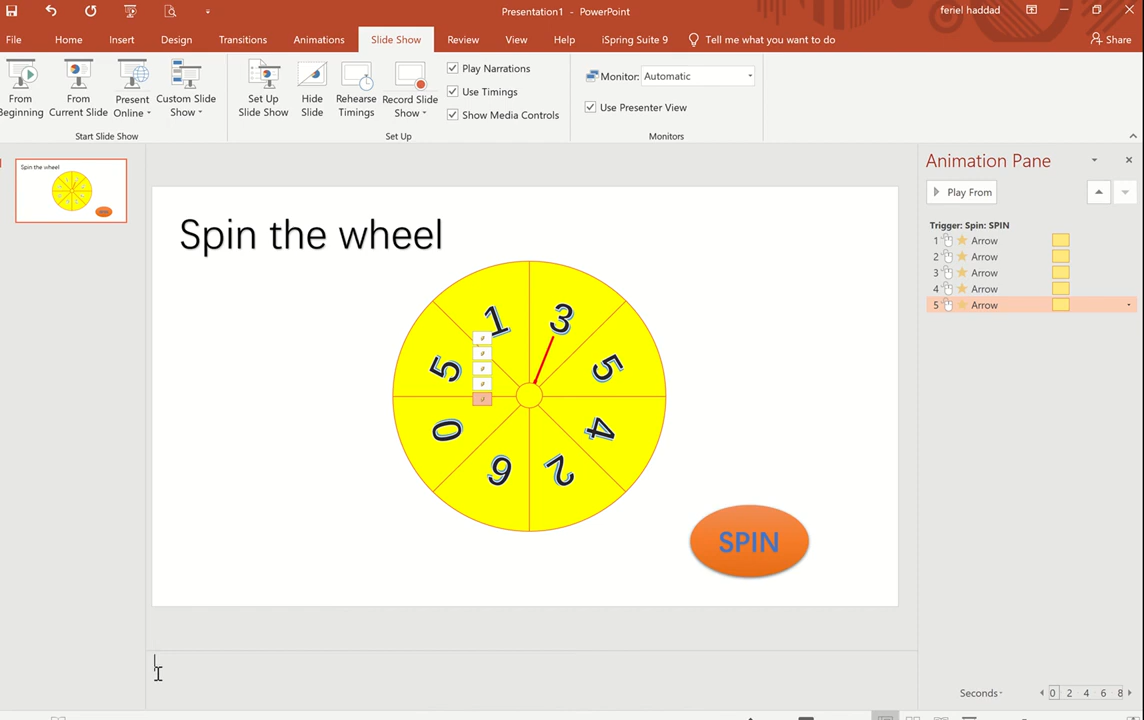 Presentation1 - PowerPoint
feriel haddad
File Home Insert Design Transitions Animations Slide Show Review View Help iSpring Suite 9 Tell me what you want to do Share
From Beginning
From Current Slide
Present Online
Custom Slide Show
Start Slide Show
Set Up Slide Show
Hide Slide
Rehearse Timings
Record Slide Show
Play Narrations
Use Timings
Show Media Controls
Set Up
Monitor: Automatic
Use Presenter View
Monitors
Spin the wheel
SPIN
Spin the wheel
1
3
5
5
4
0
2
6
SPIN
Animation Pane
Play From
Trigger: Spin: SPIN
1 Arrow
2 Arrow
3 Arrow
4 Arrow
5 Arrow
Seconds 0 2 4 6 8